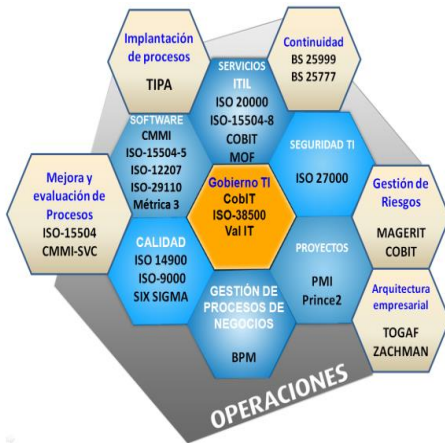 Implantación
de procesos
TIPA
Continuidad
BS 25999
BS 25777
SERVICIOS
ITIL
ISO 20000
ISO-15504-8
COBIT
MOF
SOFTWARE
CMMI
ISO-15504-5
ISO-12207
ISO-29110
Métrica 3
SEGURIDAD TI
ISO 27000
Mejora y
evaluación de
Procesos
ISO-15504
CMMI-SVC
Gobierno TI
CobIT
ISO-38500
Val IT
Gestión de
Riesgos
MAGERIT
COBIT
CALIDAD
ISO 14900
ISO-9000
SIX SIGMA
PROYECTOS
PMI
Prince2
GESTIÓN DE
PROCESOS DE
NEGOCIOS
BPM
Arquitectura
empresarial
TOGAF
ZACHMAN
OPERACIONES